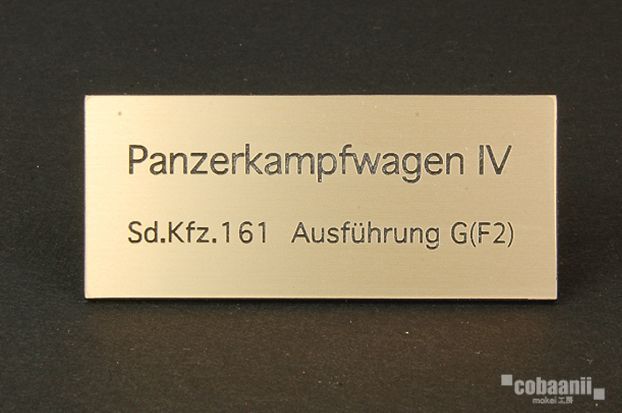 Panzerkampfwagen IV
Sd.Kfz.161 Ausführung G(F2)
cobaanii
mokei工房